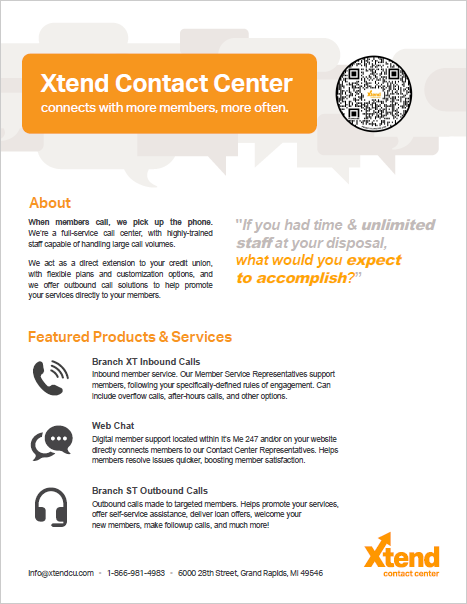 Xtend Contact Center
connects with more members, more often.
Xtend
About
When members call, we pick up the phone.
We're a full-service call center, with highly-trained
staff capable of handling large call volumes.
We act as a direct extension to your credit union,
with flexible plans and customization options, and
we offer outbound call solutions to help promote
your services directly to your members.
"If you had time & unlimited
staff at your disposal,
what would you expect
to accomplish?"
Featured Products & Services
Branch XT Inbound Calls
Inbound member service. Our Member Service Representatives support
members, following your specifically-defined rules of engagement. Can
include overflow calls, after-hours calls, and other options.
Web Chat
Digital member support located within It's Me 247 and/or on your website
directly connects members to our Contact Center Representatives. Helps
members resolve issues quicker, boosting member satisfaction.
Branch ST Outbound Calls
Outbound calls made to targeted members. Helps promote your services,
offer self-service assistance, deliver loan offers, welcome your
new members, make followup calls, and much more!
Xtend
contact center
info@xtendcu.com • 1-866-981-4983 • 6000 28th Street, Grand Rapids, MI 49546